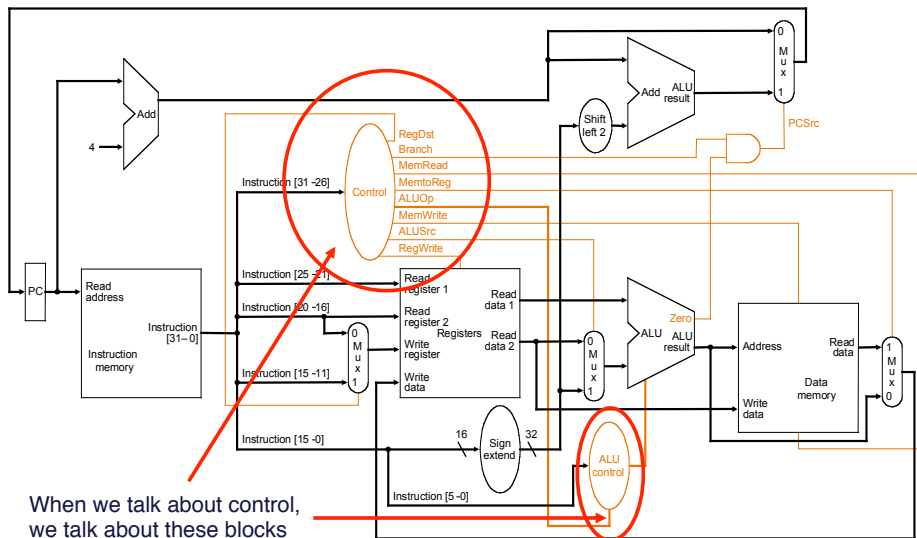 0
M
u
x
1
Add
ALU
result
Add
Shift
left 2
4
RegDst
Branch
MemRead
MemtoReg
ALUOp
MemWrite
ALUSrc
RegWrite
PCSrc
Control
Instruction [31 -26]
Instruction [25 -21]
Instruction [20 -16]
Instruction [15 -11]
Instruction [15 -0]
Instruction [5 -0]
PC
Read
address
Instruction
[31– 0]
Instruction
memory
0
M
u
x
1
Read
register 1
Read
register 2
Write
register
Write
data
Registers
Read
data 1
Read
data 2
0
M
u
x
1
Zero
ALU
ALU
result
Address
Write
data
Read
data
Data
memory
1
M
u
x
0
16
Sign
extend
32
ALU
control
When we talk about control,
we talk about these blocks